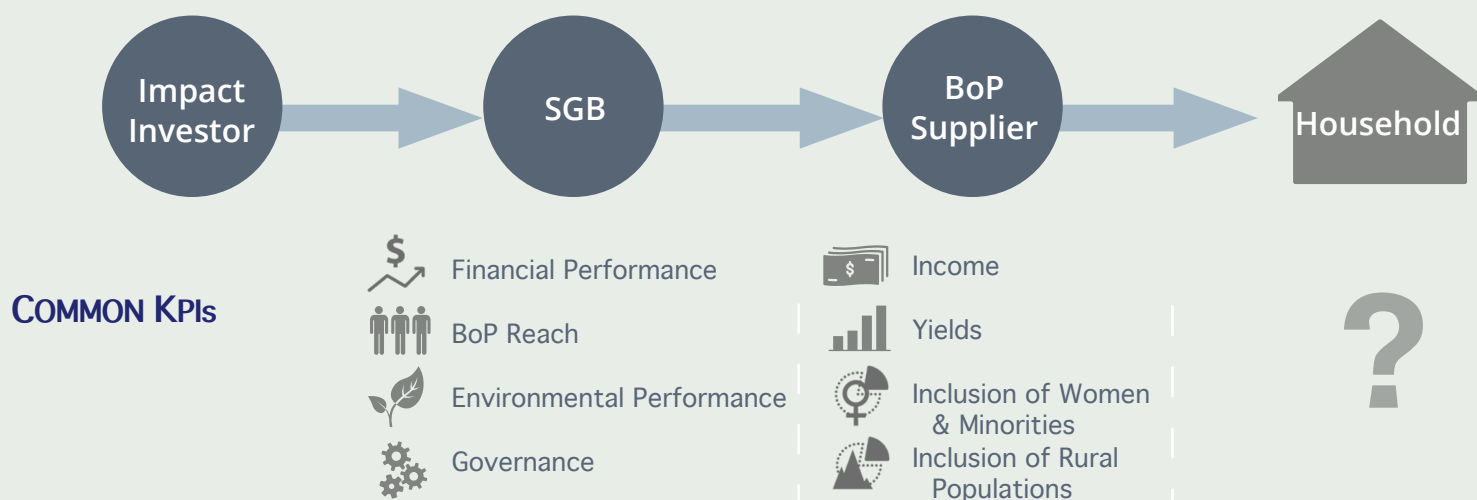 Impact
Investor
SGB
BoP
Supplier
Household
COMMON KPIs
$
Financial Performance
BoP Reach
Environmental Performance
Governance
$
Income
Yields
Inclusion of Women
& Minorities
Inclusion of Rural
Populations
?